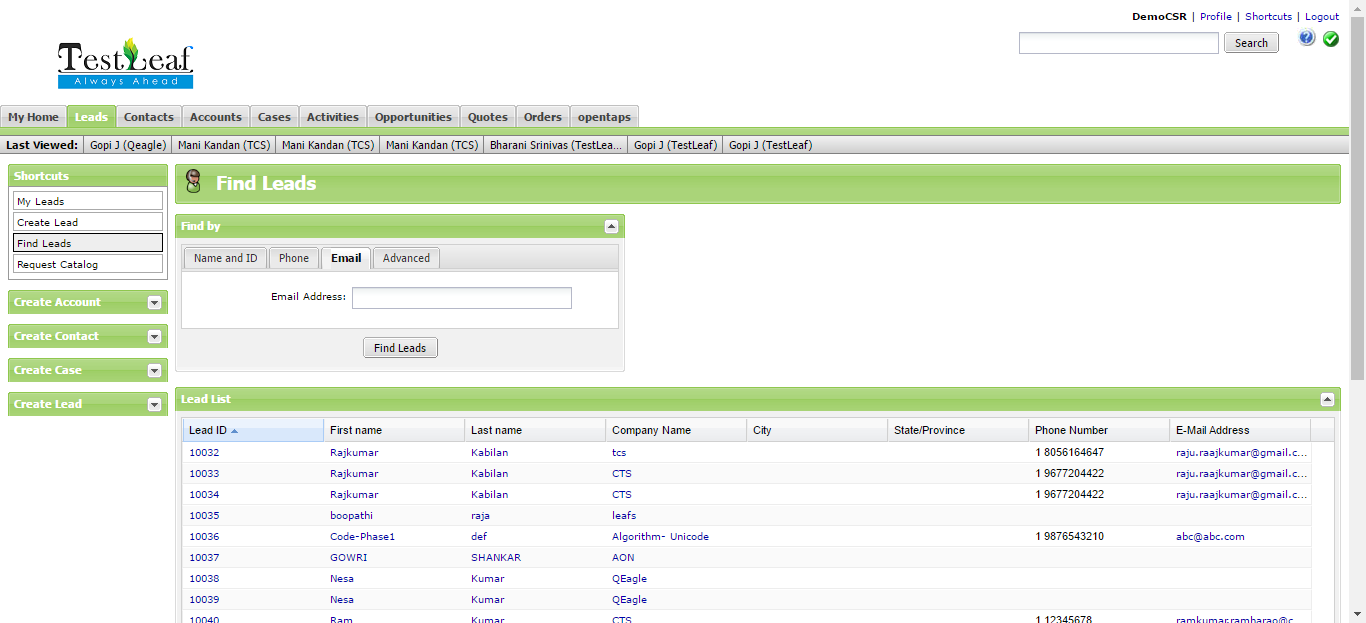 DemoCSR | Profile | Shortcuts | Logout
Search
TestLeaf
Always Ahead
My Home Leads Contacts Accounts Cases Activities Opportunities Quotes Orders opentaps
Last Viewed: Gopi J (Qeagle) Mani Kandan (TCS) Mani Kandan (TCS) Mani Kandan (TCS) Bharani Srinivas (TestLea... Gopi J (TestLeaf) Gopi J (TestLeaf)
Shortcuts
My Leads
Create Lead
Find Leads
Request Catalog
Create Account
Create Contact
Create Case
Create Lead
Find Leads
Find by
Name and ID Phone Email Advanced
Email Address:
Find Leads
Lead List
Lead ID First name Last name Company Name City State/Province Phone Number E-Mail Address
10032 Rajkumar Kabilan tcs 1 8056164647 raju.raajkumar@gmail.c...
10033 Rajkumar Kabilan CTS 1 9677204422 raju.raajkumar@gmail.c...
10034 Rajkumar Kabilan CTS 1 9677204422 raju.raajkumar@gmail.c...
10035 boopathi raja leafs
10036 Code-Phase1 def Algorithm- Unicode 1 9876543210 abc@abc.com
10037 GOWRI SHANKAR AON
10038 Nesa Kumar QEagle
10039 Nesa Kumar QEagle
10040 Ram Kumar CTS 1 12345678 ramkumar.ramharao@c...